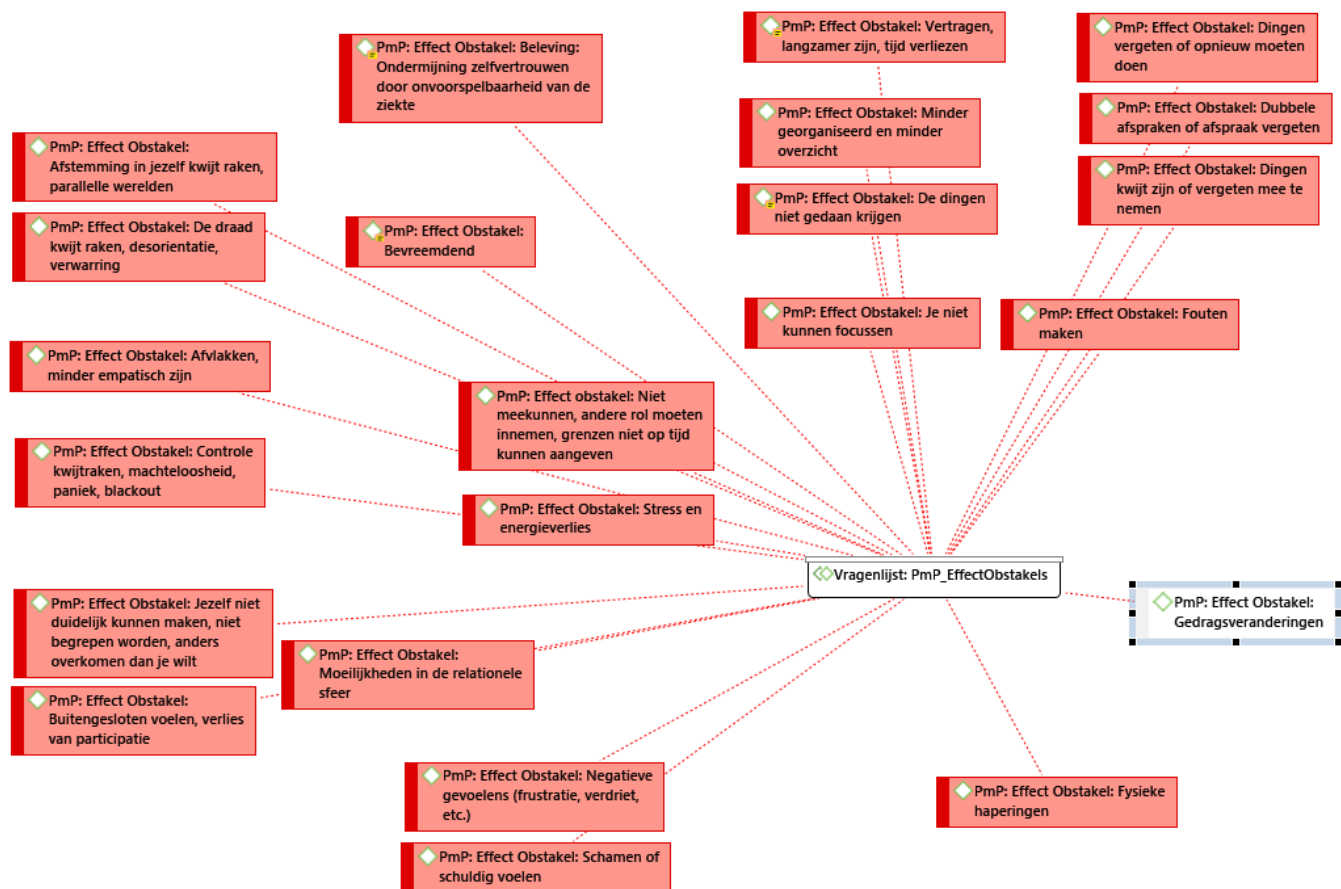 PmP: Effect Obstakel: Beleving:
Ondermijning zelfvertrouwen
door onvoorspelbaarheid van de
ziekte
PmP: Effect Obstakel: Vertragen,
langzamer zijn, tijd verliezen
PmP: Effect Obstakel: Dingen
vergeten of opnieuw moeten
doen
PmP: Effect Obstakel: Minder
georganiseerd en minder
overzicht
PmP: Effect Obstakel: Dubbele
afspraken of afspraak vergeten
PmP: Effect Obstakel:
Afstemming in jezelf kwijt raken,
parallelle werelden
PmP: Effect Obstakel: Dingen
kwijt zijn of vergeten mee te
nemen
PmP: Effect Obstakel: De dingen
niet gedaan krijgen
PmP: Effect Obstakel: De draad
kwijt raken, desorientatie,
verwarring
PmP: Effect Obstakel:
Bevreemdend
PmP: Effect Obstakel: Je niet
kunnen focussen
PmP: Effect Obstakel: Fouten
maken
PmP: Effect Obstakel: Afvlakken,
minder empatisch zijn
PmP: Effect obstakel: Niet
meekunnen, andere rol moeten
innemen, grenzen niet op tijd
kunnen aangeven
PmP: Effect Obstakel: Controle
kwijtraken, machteloosheid,
paniek, blackout
PmP: Effect Obstakel: Stress en
energieverlies
Vragenlijst: PmP_EffectObstakels
PmP: Effect Obstakel:
Gedragsveranderingen
PmP: Effect Obstakel: Jezelf niet
duidelijk kunnen maken, niet
begrepen worden, anders
overkomen dan je wilt
PmP: Effect Obstakel:
Moeilijkheden in de relationele
sfeer
PmP: Effect Obstakel:
Buitengesloten voelen, verlies
van participatie
PmP: Effect Obstakel: Negatieve
gevoelens (frustratie, verdriet,
etc.)
PmP: Effect Obstakel: Fysieke
haperingen
PmP: Effect Obstakel: Schamen of
schuldig voelen